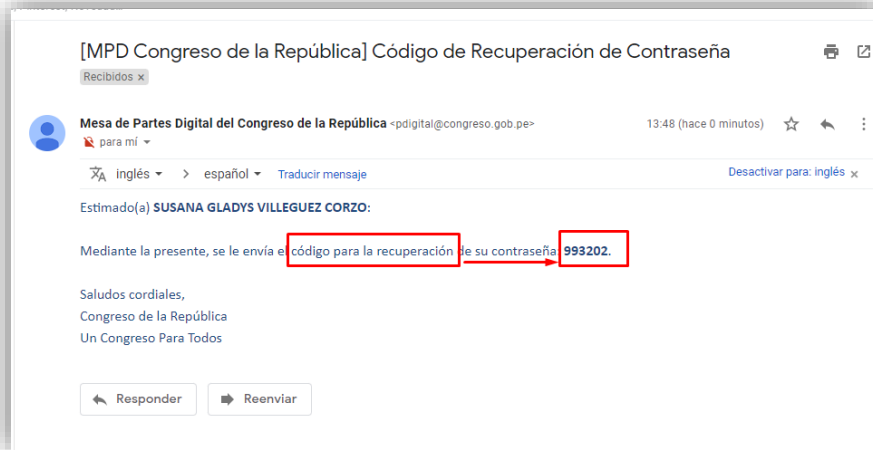 [MPD Congreso de la República] Código de Recuperación de Contraseña
Recibidos x
Mesa de Partes Digital del Congreso de la República <pdigital@congreso.gob.pe>
13:48 (hace 0 minutos)
para mí
inglés > español Traducir mensaje
Desactivar para: inglés x
Estimado(a) SUSANA GLADYS VILLEGUEZ CORZO:
Mediante la presente, se le envía el código para la recuperación de su contraseña: 993202.
Saludos cordiales,
Congreso de la República
Un Congreso Para Todos
Responder
Reenviar